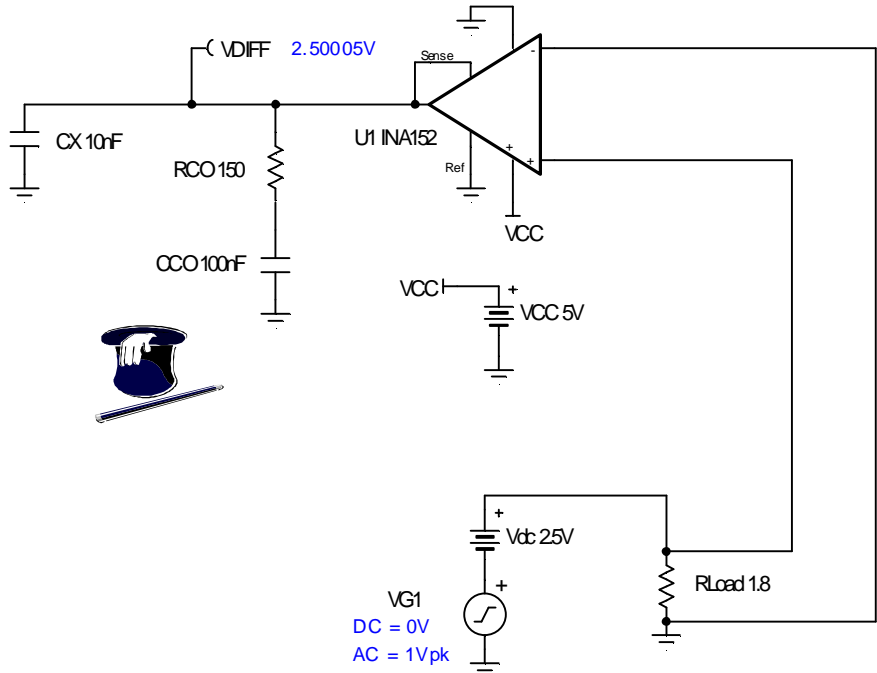 VDIFF 2.50005V
Sense
-
CX 10nF
U1 INA152
RCO 150
Ref
+ +
VCC
CCO 100nF
VCC
+
VCC 5V
+
Vdc 2.5V
+
VG1
RLoad 1.8
DC = 0V
AC = 1Vpk